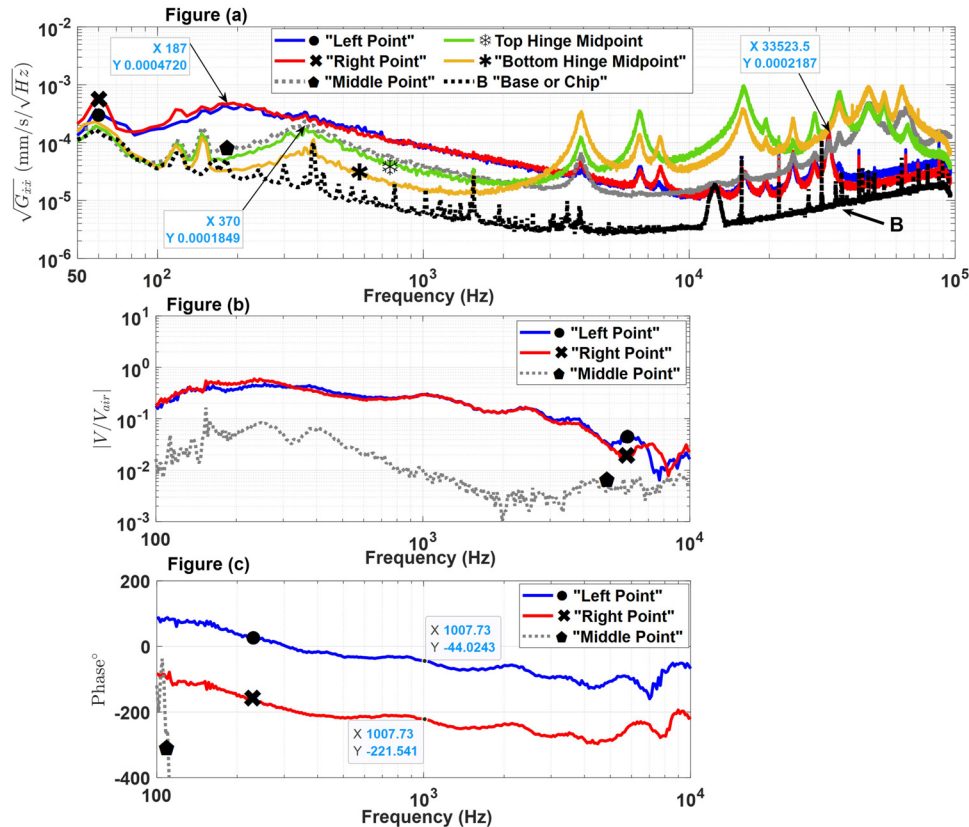 Figure (a)
10^-2
10^-3
10^-4
10^-5
10^-6
√G_ẋẋ (mm/s/√Hz)
X 187
Y 0.0004720
"Left Point"
"Right Point"
"Middle Point"
Top Hinge Midpoint
"Bottom Hinge Midpoint"
B "Base or Chip"
X 33523.5
Y 0.0002187
X 370
Y 0.0001849
B
50
10^2
10^3
10^4
10^5
Frequency (Hz)
Figure (b)
10^1
10^0
10^-1
10^-2
10^-3
|V/V_air|
"Left Point"
"Right Point"
"Middle Point"
100
10^3
10^4
Frequency (Hz)
Figure (c)
200
0
-200
-400
Phase°
"Left Point"
"Right Point"
"Middle Point"
X 1007.73
Y -44.0243
X 1007.73
Y -221.541
100
10^3
10^4
Frequency (Hz)